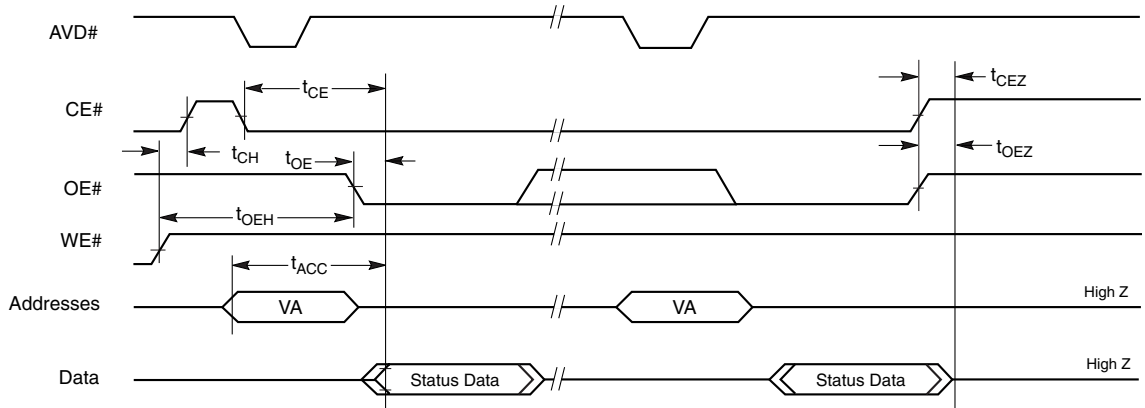 AVD#
CE#
tCE
tCEZ
tCH
tOE
tOEZ
OE#
tOEH
WE#
tACC
Addresses
VA
VA
High Z
Data
Status Data
Status Data
High Z